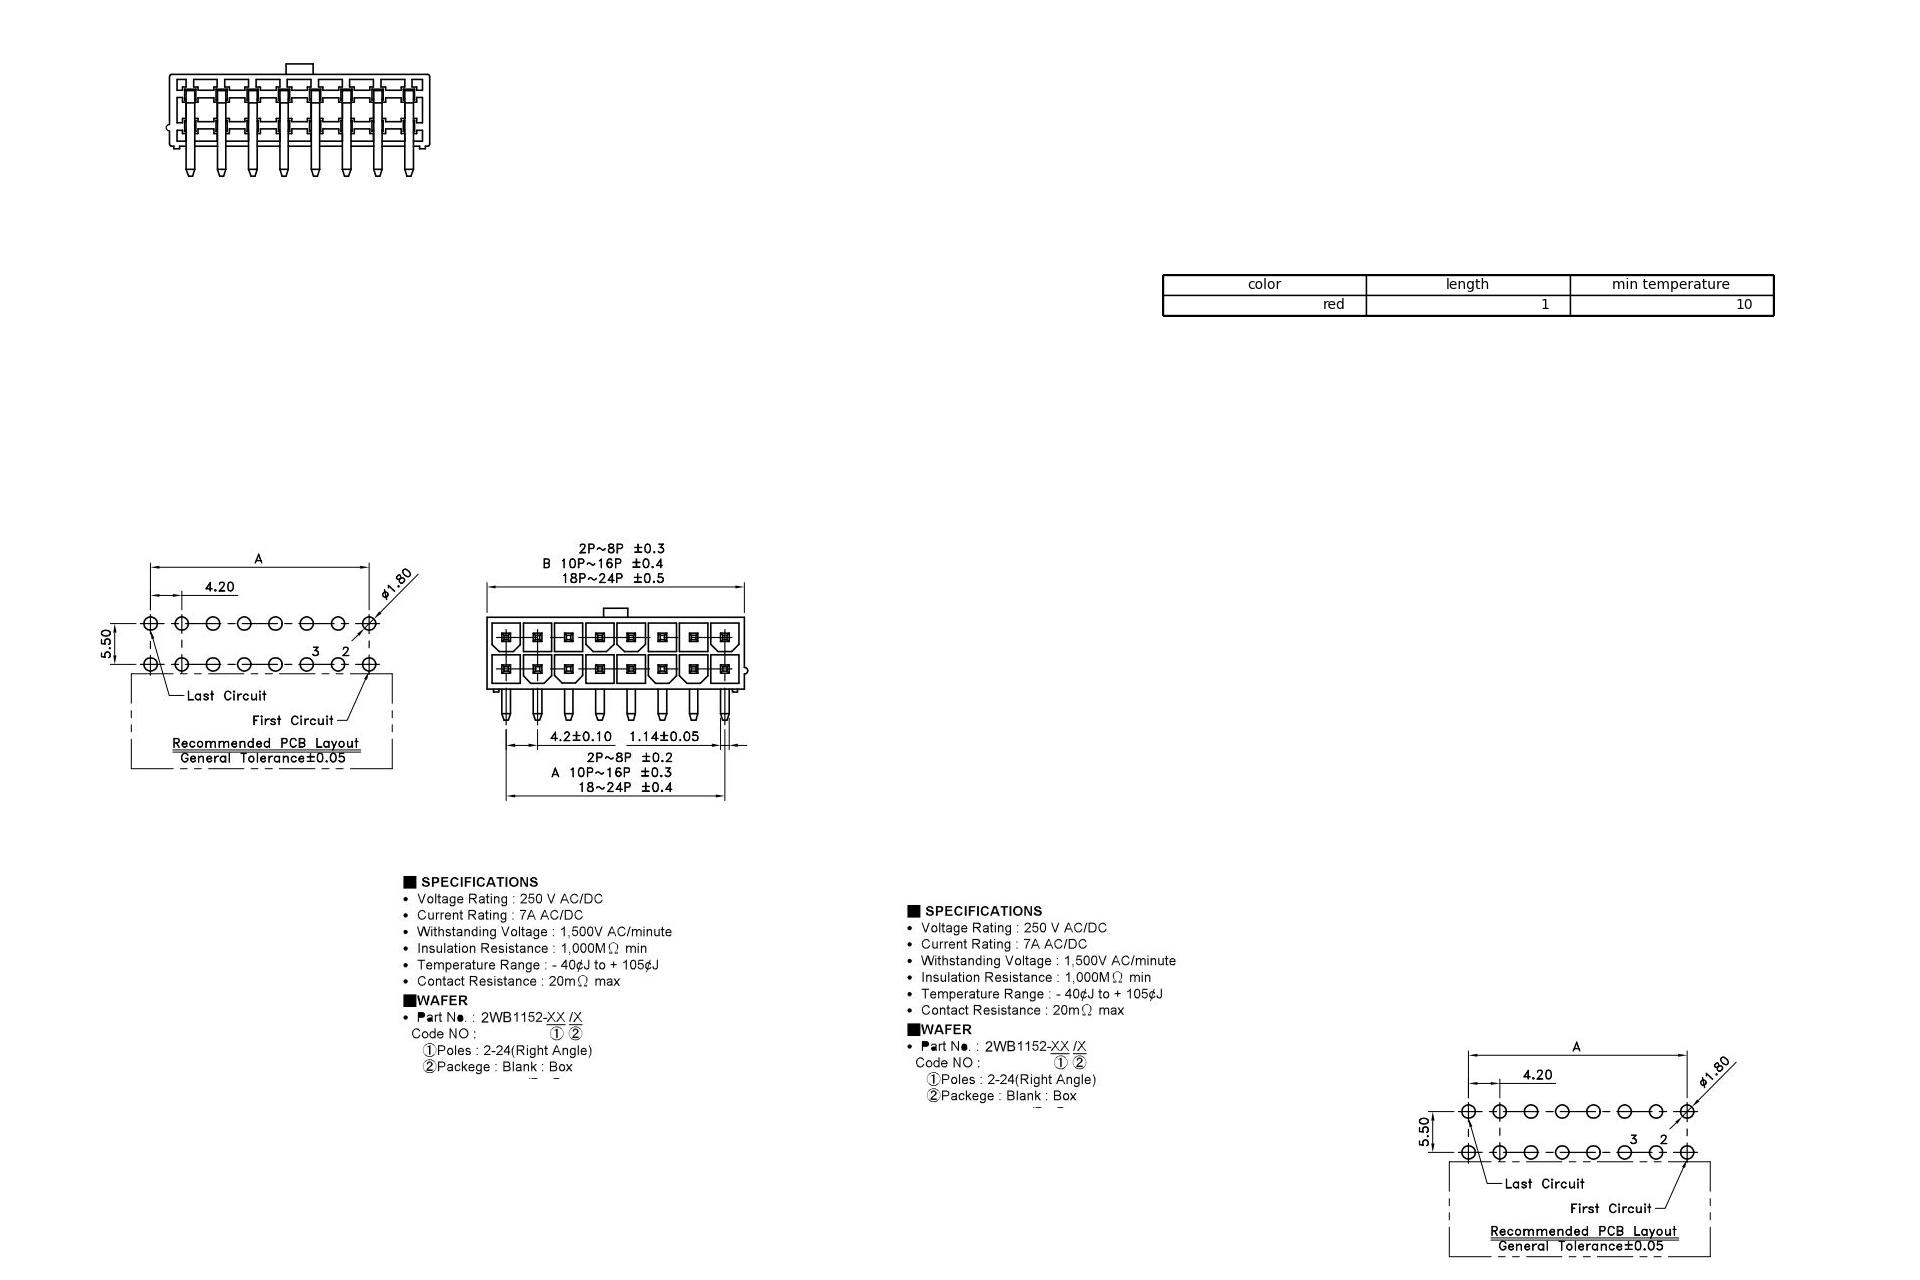 color length min temperature
red 1 10
A
4.20
ø1.80
5.50
3 2
Last Circuit
First Circuit
Recommended PCB Layout
General Tolerance±0.05
2P~8P ±0.3
B 10P~16P ±0.4
18P~24P ±0.5
4.2±0.10 1.14±0.05
2P~8P ±0.2
A 10P~16P ±0.3
18~24P ±0.4
■ SPECIFICATIONS
• Voltage Rating : 250 V AC/DC
• Current Rating : 7A AC/DC
• Withstanding Voltage : 1,500V AC/minute
• Insulation Resistance : 1,000MΩ min
• Temperature Range : - 40¢J to + 105¢J
• Contact Resistance : 20mΩ max
■WAFER
• Part No. : 2WB1152-XX /X
Code NO : ① ②
①Poles : 2-24(Right Angle)
②Packege : Blank : Box
■ SPECIFICATIONS
• Voltage Rating : 250 V AC/DC
• Current Rating : 7A AC/DC
• Withstanding Voltage : 1,500V AC/minute
• Insulation Resistance : 1,000MΩ min
• Temperature Range : - 40¢J to + 105¢J
• Contact Resistance : 20mΩ max
■WAFER
• Part No. : 2WB1152-XX /X
Code NO : ① ②
①Poles : 2-24(Right Angle)
②Packege : Blank : Box
A
4.20
ø1.80
5.50
3 2
Last Circuit
First Circuit
Recommended PCB Layout
General Tolerance±0.05